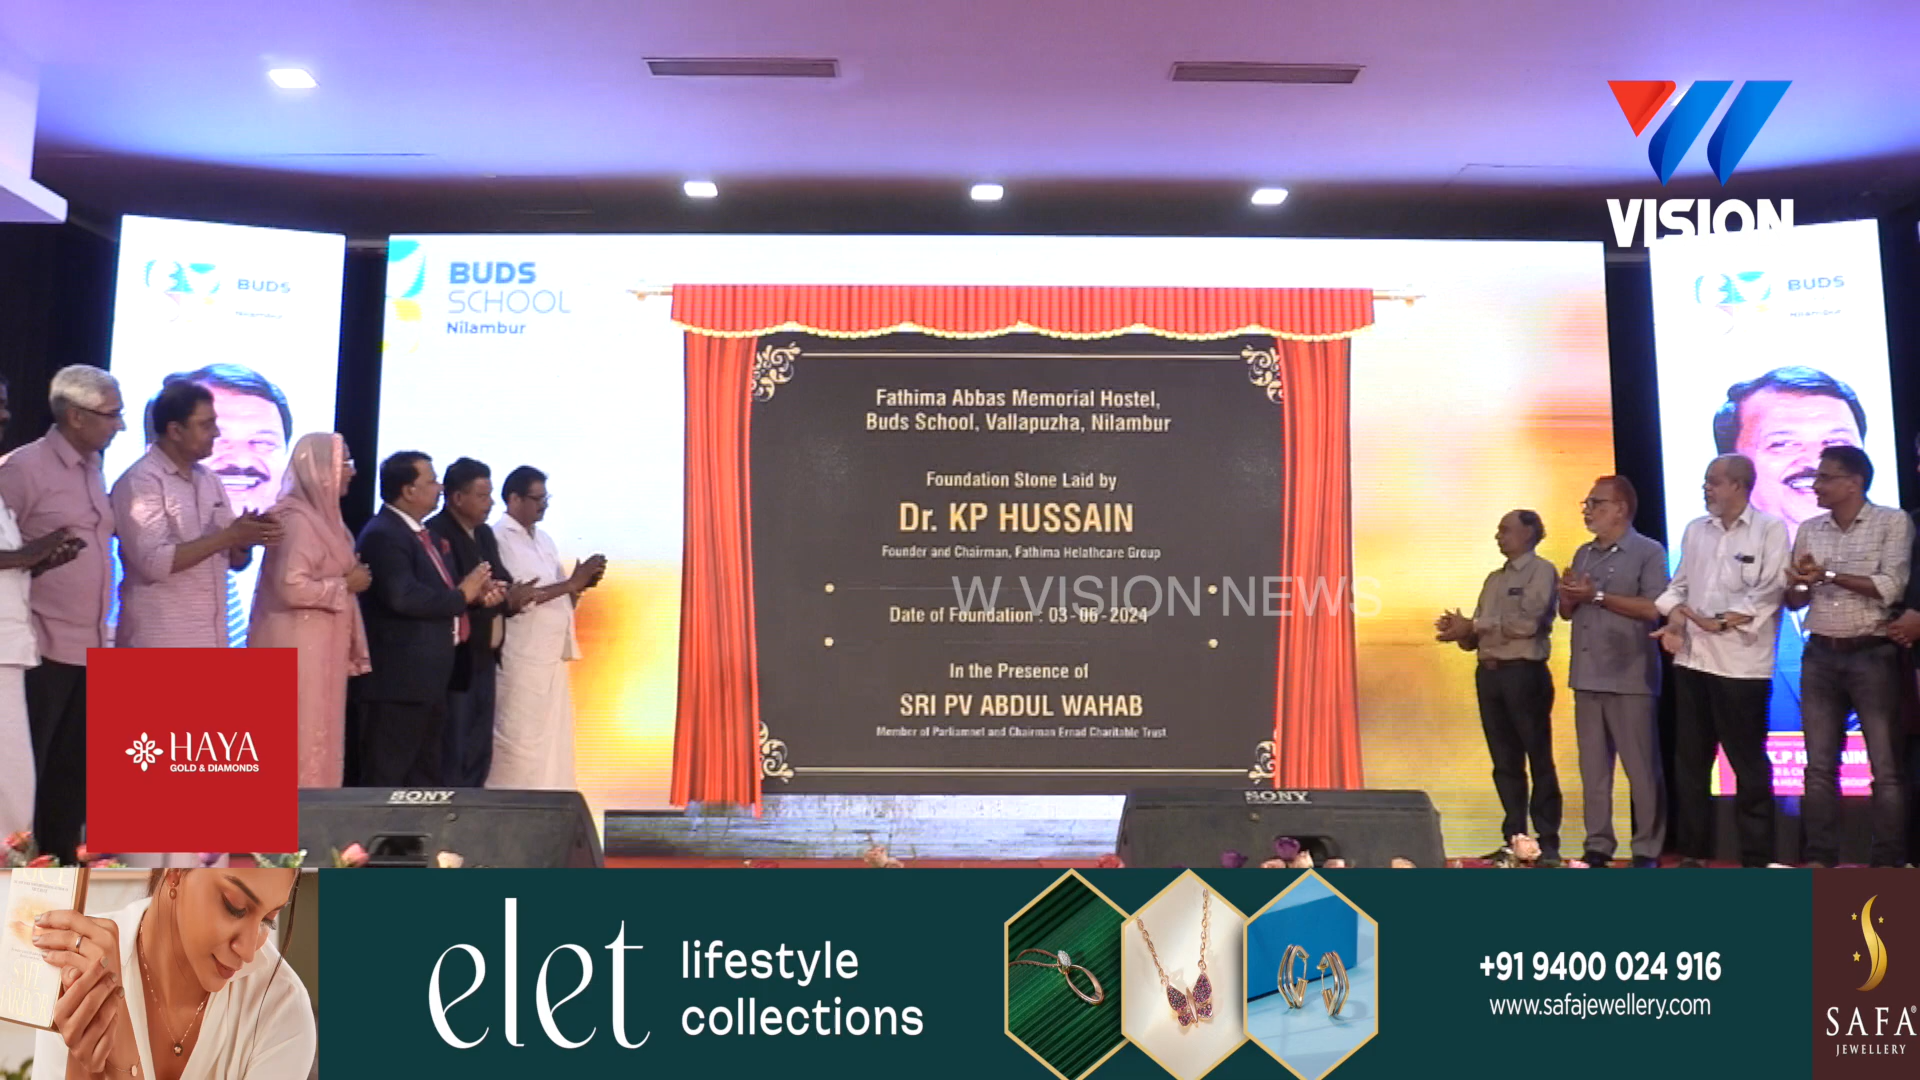 VISION
BUDS
Nilambur
BUDS
SCHOOL
Nilambur
Fathima Abbas Memorial Hostel,
Buds School, Vallapuzha, Nilambur
Foundation Stone Laid by
Dr. KP HUSSAIN
Founder and Chairman, Fathima Helathcare Group
W VISION NEWS
Date of Foundation : 03-06-2024
In the Presence of
SRI PV ABDUL WAHAB
Member of Parliamnet and Chairman Ernad Charitable Trust
BUDS
Nilambur
HAYA
GOLD & DIAMONDS
SONY
SONY
elet
lifestyle
collections
+91 9400 024 916
www.safajewellery.com
SAFA
JEWELLERY